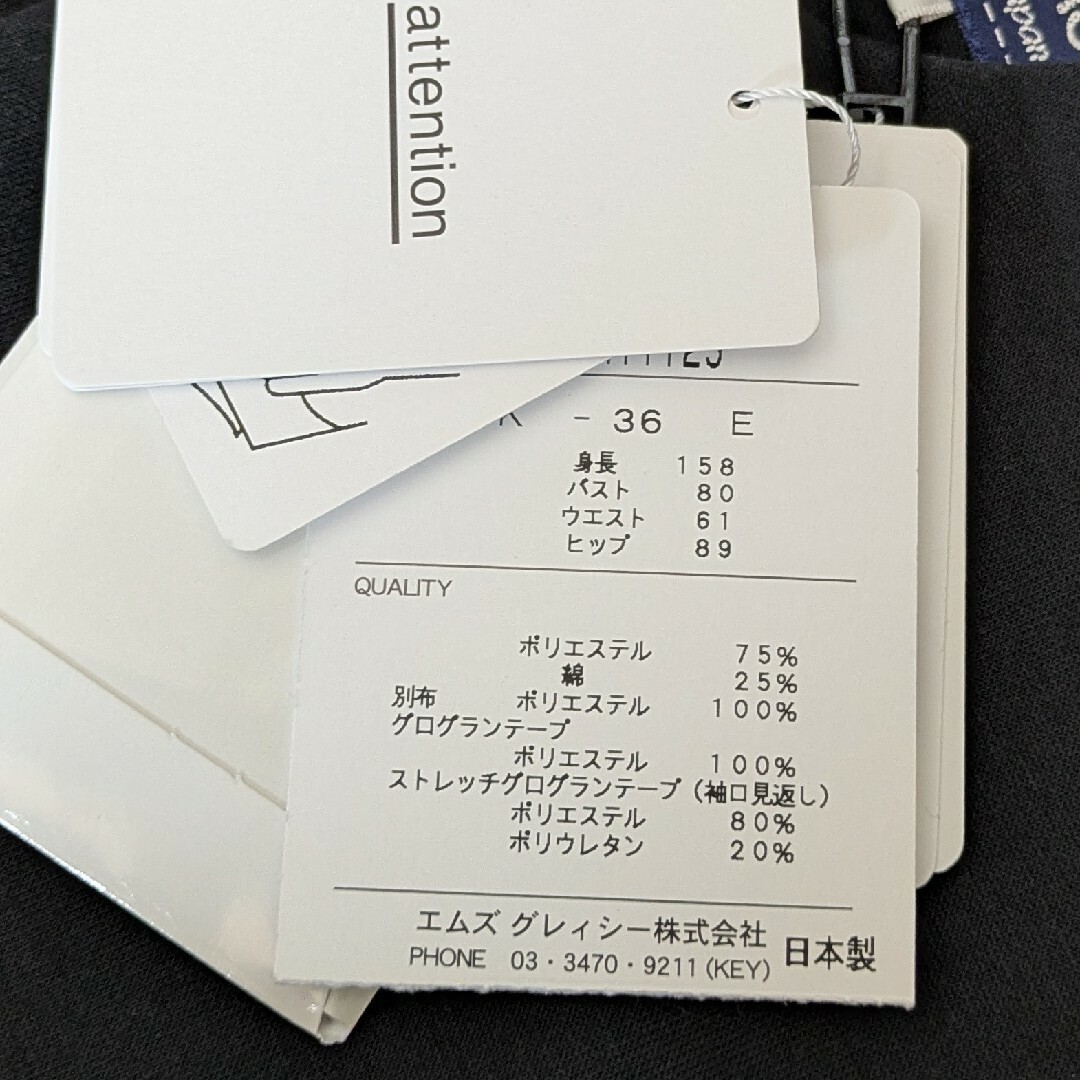 attention
- 36 E
身長 158
バスト 80
ウエスト 61
ヒップ 89
QUALITY
ポリエステル 75%
綿 25%
別布 ポリエステル 100%
グログランテープ
ポリエステル 100%
ストレッチグログランテープ(袖口見返し)
ポリエステル 80%
ポリウレタン 20%
エムズ グレィシー株式会社
PHONE 03・3470・9211(KEY)
日本製